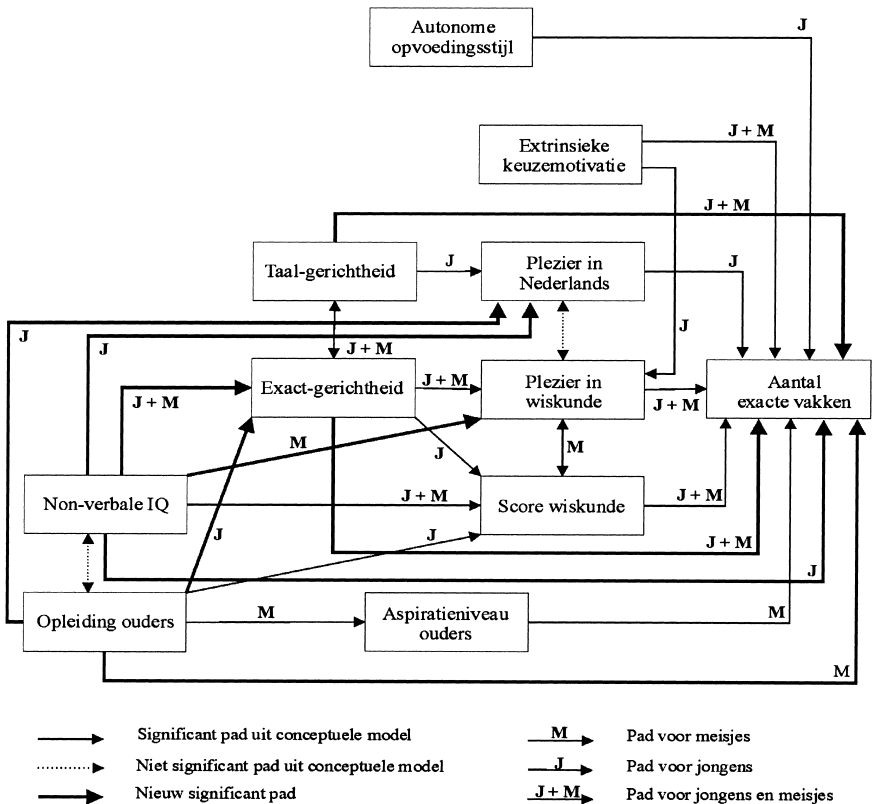 Autonome
opvoedingsstijl
J
Extrinsieke
keuzemotivatie
J + M
J + M
Taal-gerichtheid
J
Plezier in
Nederlands
J
J
J
J + M
J
Exact-gerichtheid
J + M
Plezier in
wiskunde
J + M
Aantal
exacte vakken
J + M
M
J
M
Non-verbale IQ
J + M
Score wiskunde
J + M
J
J
J + M
J
Opleiding ouders
M
Aspiratieniveau
ouders
M
M
Significant pad uit conceptuele model
M
Pad voor meisjes
Niet significant pad uit conceptuele model
J
Pad voor jongens
Nieuw significant pad
J + M
Pad voor jongens en meisjes